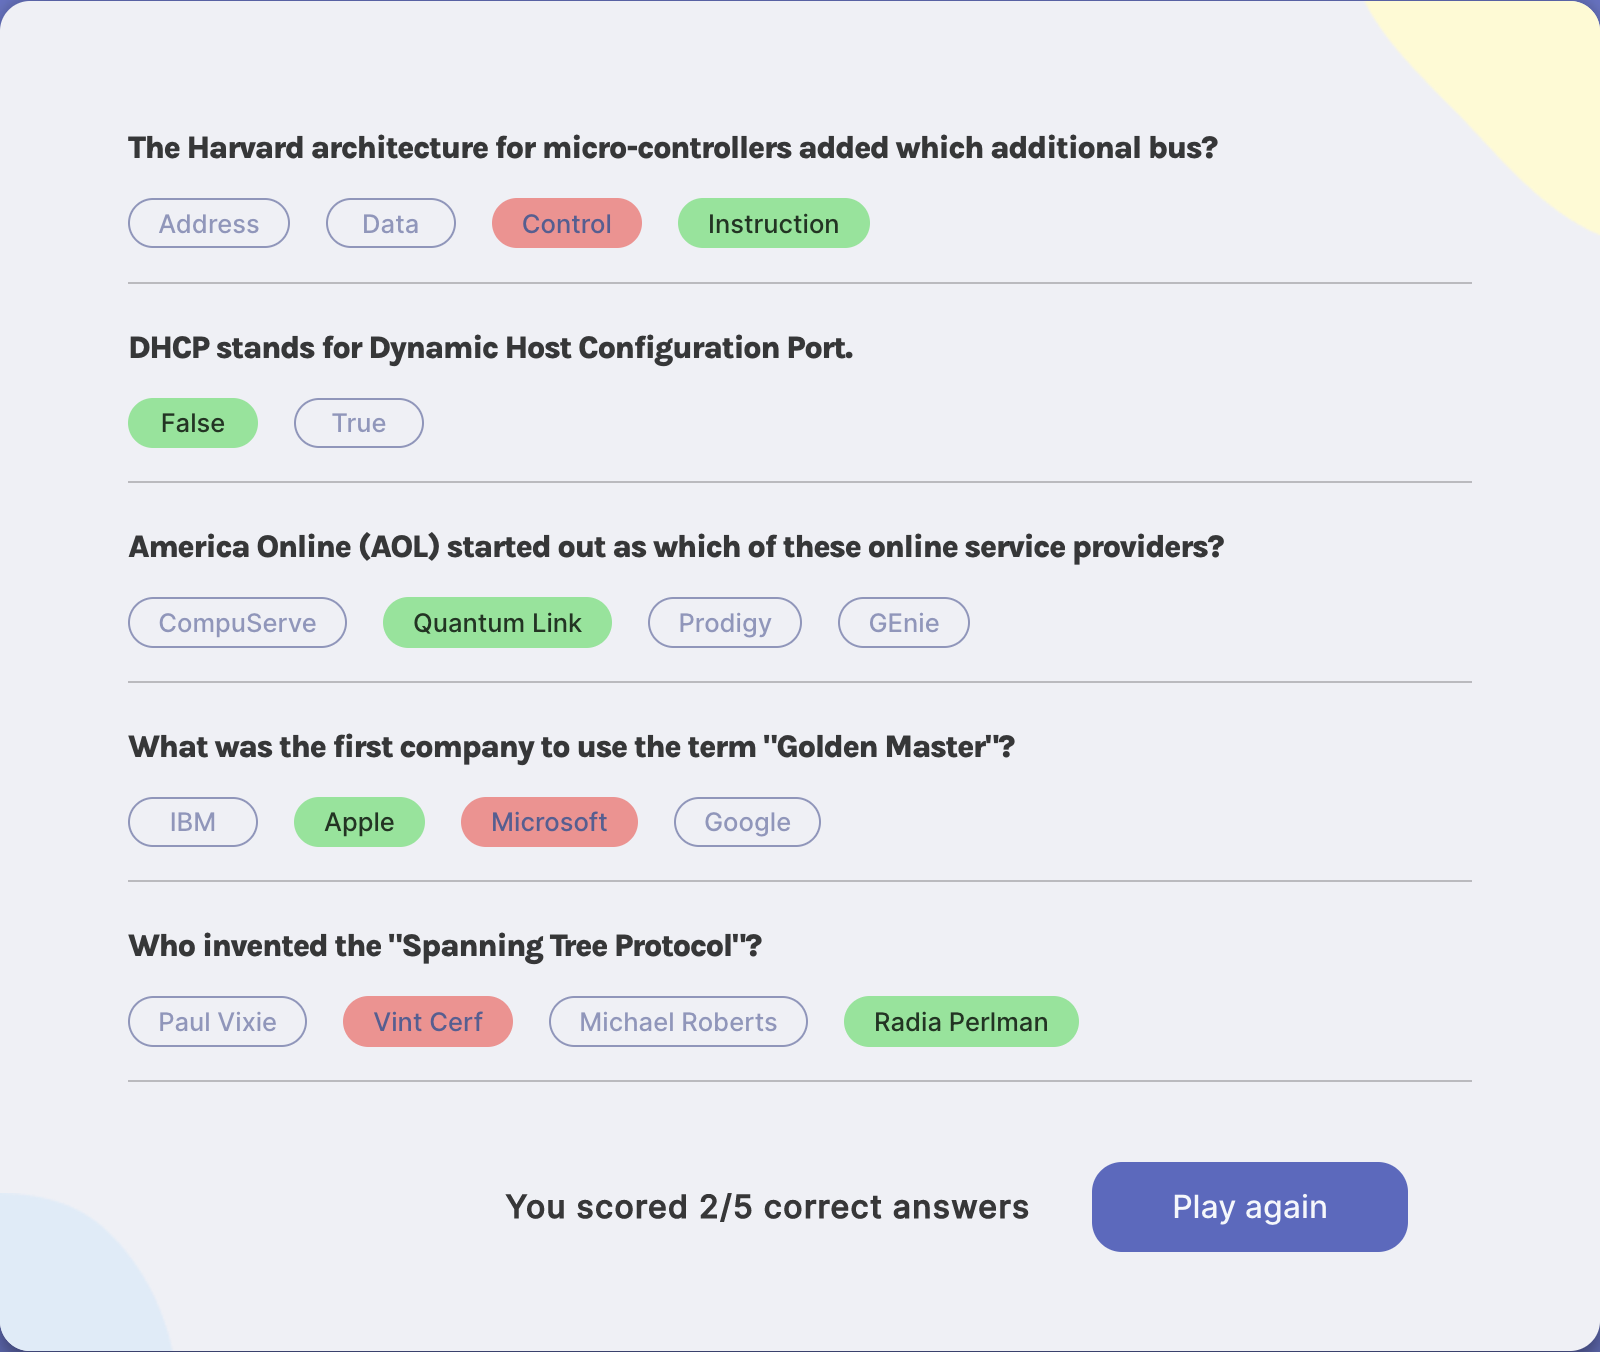 The Harvard architecture for micro-controllers added which additional bus?
Address Data Control Instruction
DHCP stands for Dynamic Host Configuration Port.
False True
America Online (AOL) started out as which of these online service providers?
CompuServe Quantum Link Prodigy GEnie
What was the first company to use the term "Golden Master"?
IBM Apple Microsoft Google
Who invented the "Spanning Tree Protocol"?
Paul Vixie Vint Cerf Michael Roberts Radia Perlman
You scored 2/5 correct answers Play again